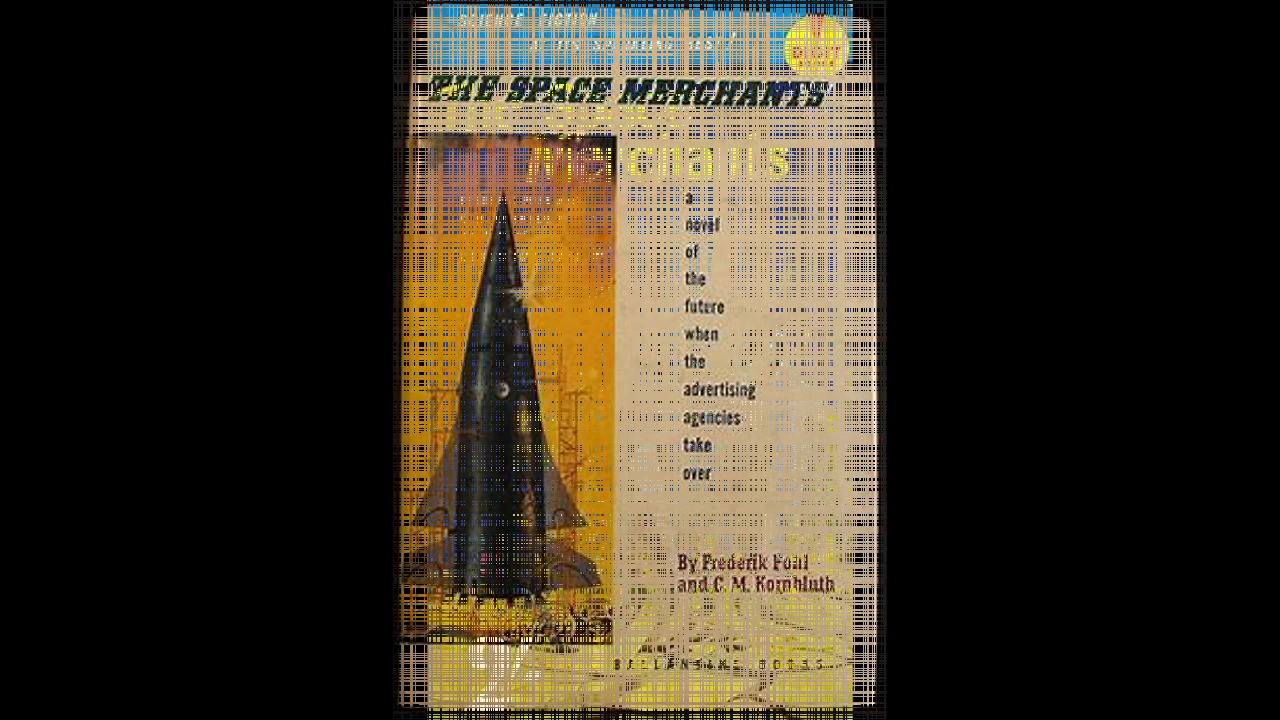 SCIENCE FICTION
THE SPACE MERCHANTS
a
novel
of
the
future
when
the
advertising
agencies
take
over
By Frederik Pohl
and C. M. Kornbluth
BALLANTINE BOOKS